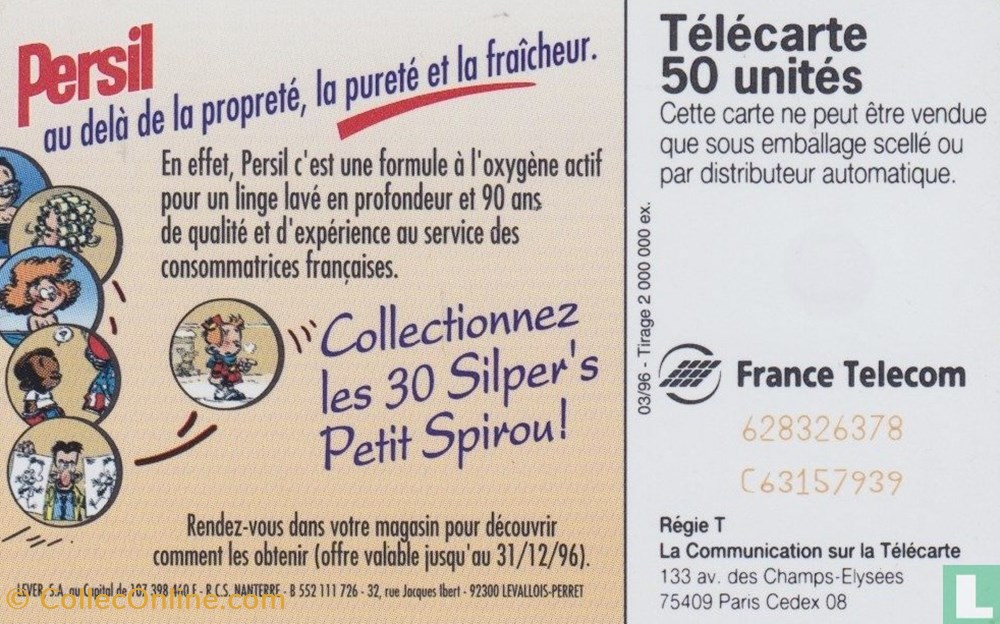 Persil
au delà de la propreté, la pureté et la fraîcheur.
En effet, Persil c'est une formule à l'oxygène actif
pour un linge lavé en profondeur et 90 ans
de qualité et d'expérience au service des
consommatrices françaises.
Collectionnez
les 30 Silper's
Petit Spirou!
Rendez-vous dans votre magasin pour découvrir
comment les obtenir (offre valable jusqu'au 31/12/96).
LEVER, S.A. au Capital de 107 398 440 F - R.C.S. NANTERRE - B 552 111 726 - 32, rue Jacques Ibert - 92300 LEVALLOIS-PERRET
© CollecOnline.com
03/96 - Tirage 2 000 000 ex.
Télécarte
50 unités
Cette carte ne peut être vendue
que sous emballage scellé ou
par distributeur automatique.
France Telecom
628326378
C63157939
Régie T
La Communication sur la Télécarte
133 av. des Champs-Elysées
75409 Paris Cedex 08
L
?